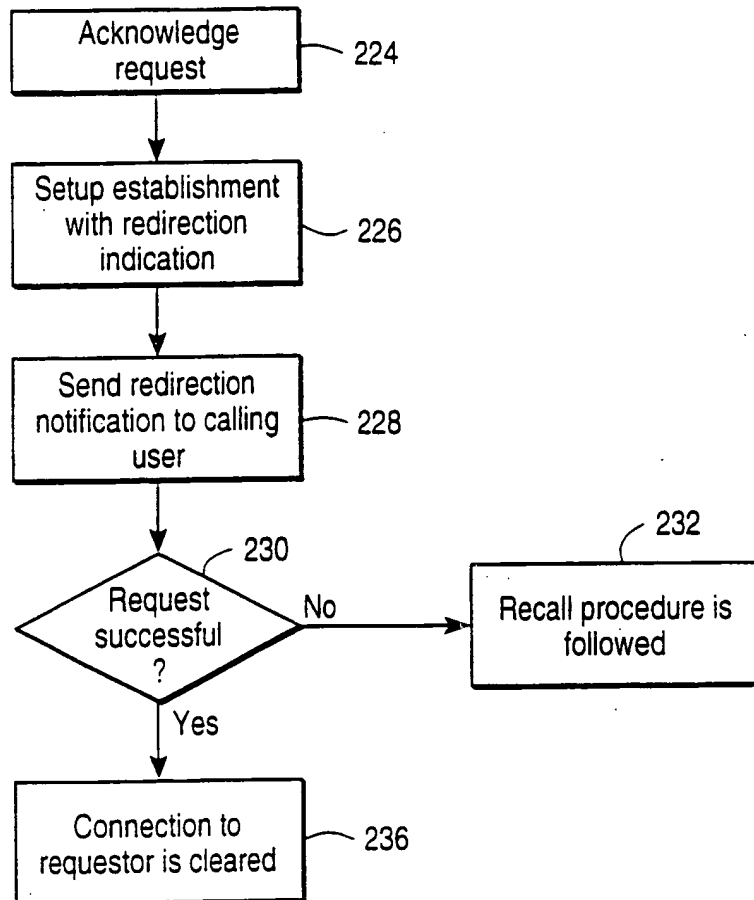 Acknowledge
request
224
Setup establishment
with redirection
indication
226
Send redirection
notification to calling
user
228
230
Request
successful
?
No
232
Recall procedure is
followed
Yes
Connection to
requestor is cleared
236